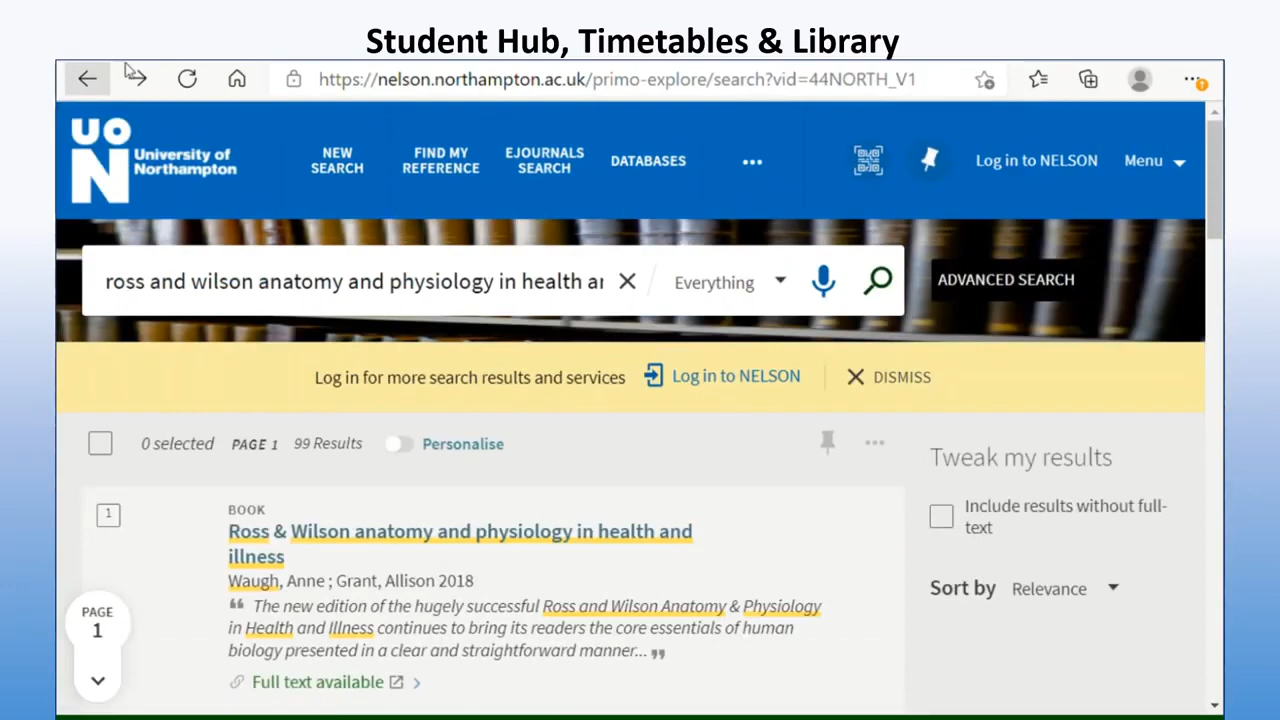 Student Hub, Timetables & Library
https://nelson.northampton.ac.uk/primo-explore/search?vid=44NORTH_V1
UO
N
University of
Northampton
NEW
SEARCH
FIND MY
REFERENCE
EJOURNALS
SEARCH
DATABASES
Log in to NELSON
Menu
ross and wilson anatomy and physiology in health ar
Everything
ADVANCED SEARCH
Log in for more search results and services
Log in to NELSON
DISMISS
0 selected
PAGE 1
99 Results
Personalise
Tweak my results
Include results without full-
text
Sort by
Relevance
1
BOOK
Ross & Wilson anatomy and physiology in health and
illness
Waugh, Anne ; Grant, Allison 2018
❝ The new edition of the hugely successful Ross and Wilson Anatomy & Physiology
in Health and Illness continues to bring its readers the core essentials of human
biology presented in a clear and straightforward manner... ❞
Full text available
PAGE
1